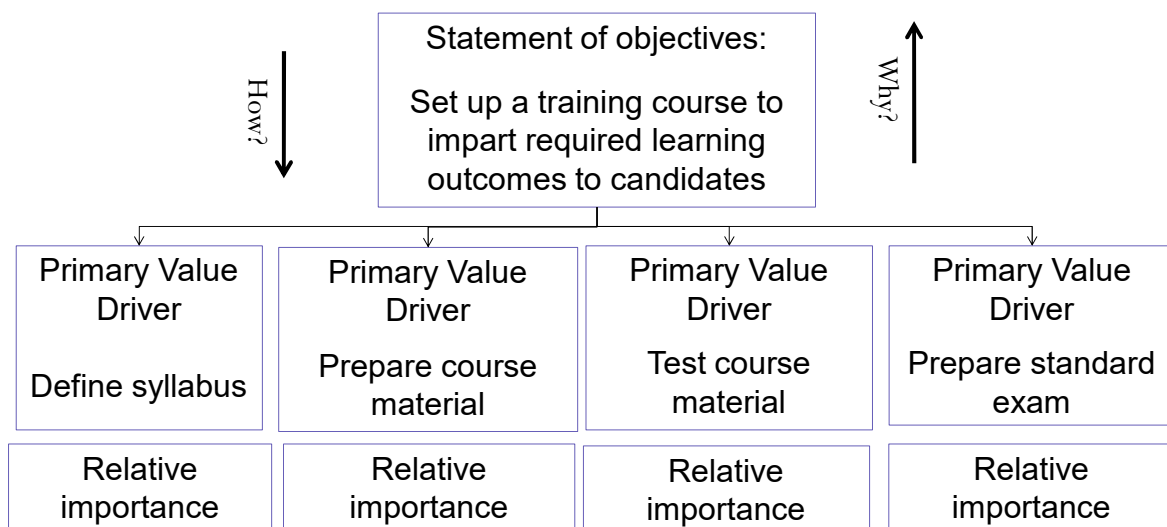 Statement of objectives:
Set up a training course to
impart required learning
outcomes to candidates
How?
Why?
Primary Value
Driver
Define syllabus
Primary Value
Driver
Prepare course
material
Primary Value
Driver
Test course
material
Primary Value
Driver
Prepare standard
exam
Relative
importance
Relative
importance
Relative
importance
Relative
importance